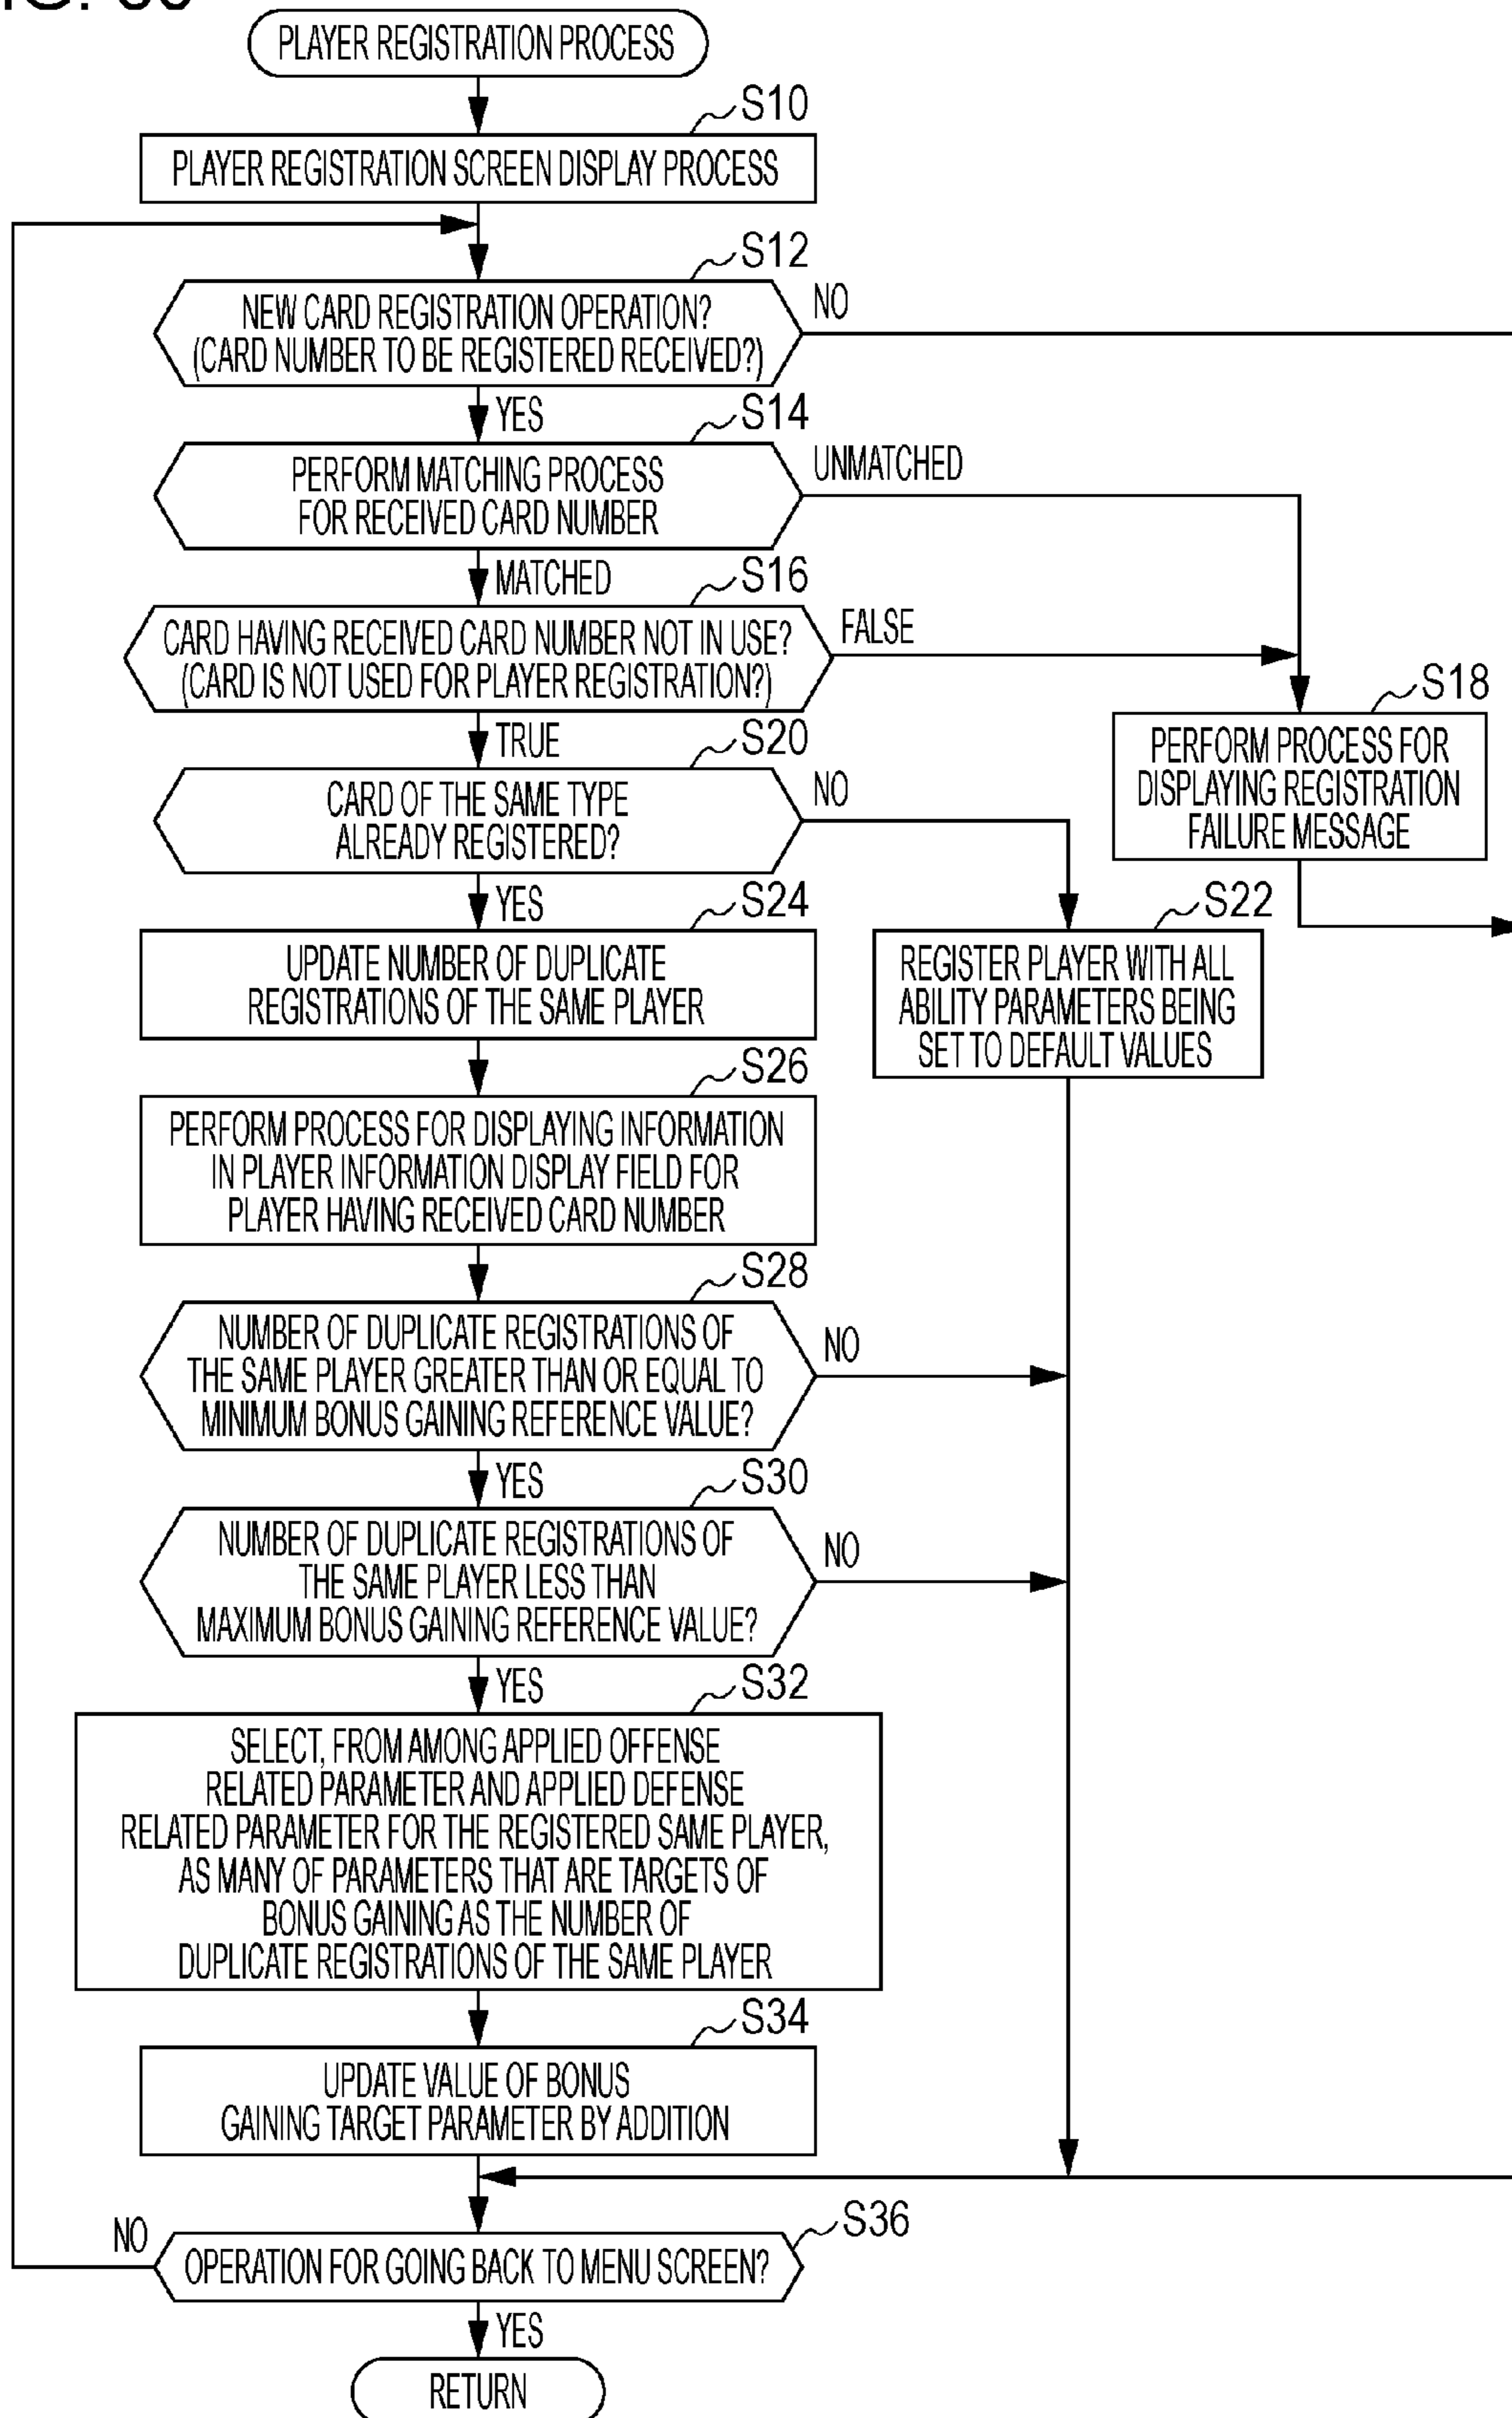 PLAYER REGISTRATION PROCESS
S10
PLAYER REGISTRATION SCREEN DISPLAY PROCESS
S12
NEW CARD REGISTRATION OPERATION?
(CARD NUMBER TO BE REGISTERED RECEIVED?)
NO
YES
S14
PERFORM MATCHING PROCESS
FOR RECEIVED CARD NUMBER
UNMATCHED
MATCHED
S16
CARD HAVING RECEIVED CARD NUMBER NOT IN USE?
(CARD IS NOT USED FOR PLAYER REGISTRATION?)
FALSE
TRUE
S18
PERFORM PROCESS FOR
DISPLAYING REGISTRATION
FAILURE MESSAGE
S20
CARD OF THE SAME TYPE
ALREADY REGISTERED?
NO
YES
S22
REGISTER PLAYER WITH ALL
ABILITY PARAMETERS BEING
SET TO DEFAULT VALUES
S24
UPDATE NUMBER OF DUPLICATE
REGISTRATIONS OF THE SAME PLAYER
S26
PERFORM PROCESS FOR DISPLAYING INFORMATION
IN PLAYER INFORMATION DISPLAY FIELD FOR
PLAYER HAVING RECEIVED CARD NUMBER
S28
NUMBER OF DUPLICATE REGISTRATIONS OF
THE SAME PLAYER GREATER THAN OR EQUAL TO
MINIMUM BONUS GAINING REFERENCE VALUE?
NO
YES
S30
NUMBER OF DUPLICATE REGISTRATIONS OF
THE SAME PLAYER LESS THAN
MAXIMUM BONUS GAINING REFERENCE VALUE?
NO
YES
S32
SELECT, FROM AMONG APPLIED OFFENSE
RELATED PARAMETER AND APPLIED DEFENSE
RELATED PARAMETER FOR THE REGISTERED SAME PLAYER,
AS MANY OF PARAMETERS THAT ARE TARGETS OF
BONUS GAINING AS THE NUMBER OF
DUPLICATE REGISTRATIONS OF THE SAME PLAYER
S34
UPDATE VALUE OF BONUS
GAINING TARGET PARAMETER BY ADDITION
S36
OPERATION FOR GOING BACK TO MENU SCREEN?
NO
YES
RETURN